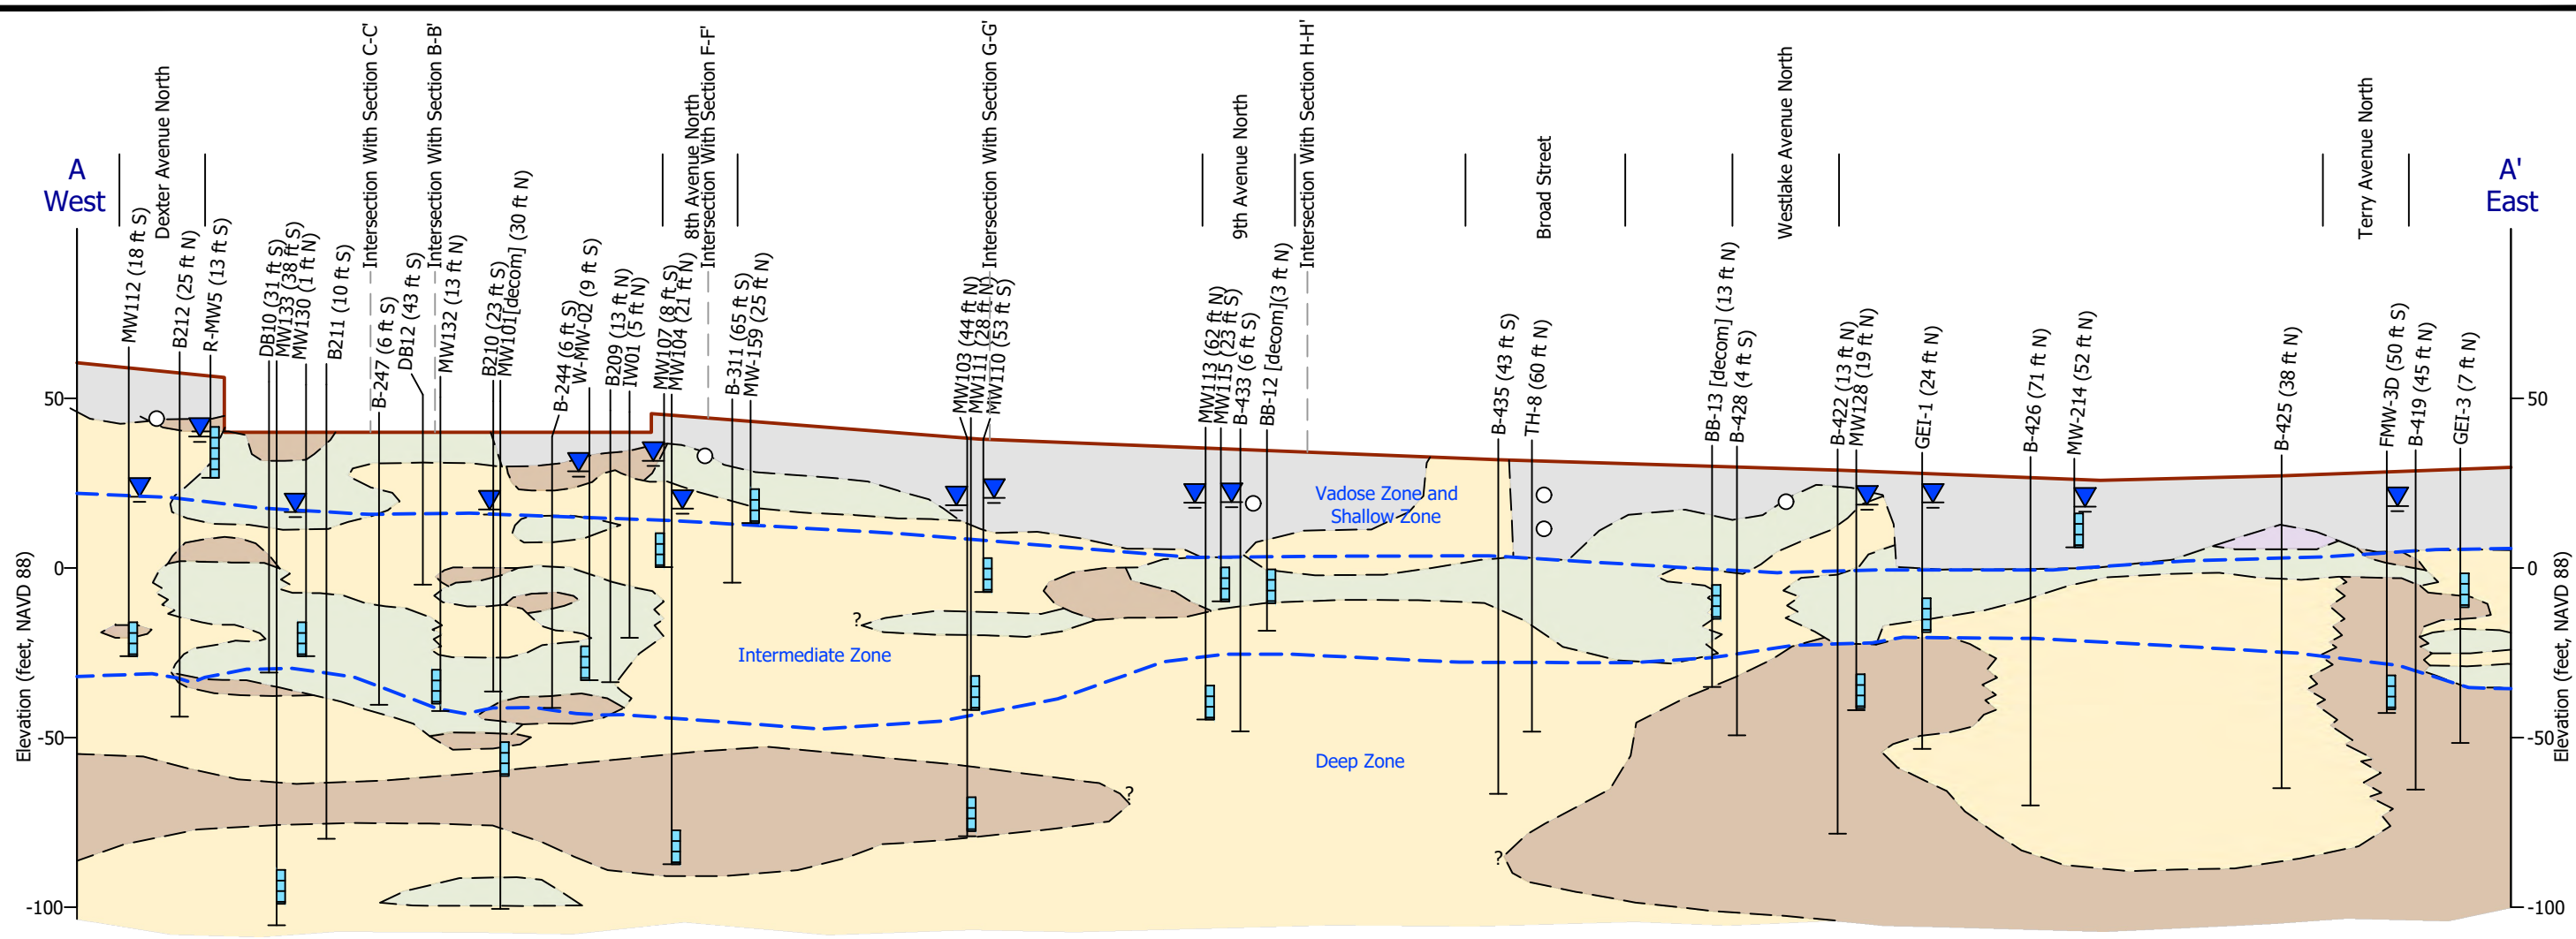 A
West
Dexter Avenue North
Intersection With Section C-C'
Intersection With Section B-B'
8th Avenue North
Intersection With Section F-F'
Intersection With Section G-G'
9th Avenue North
Intersection With Section H-H'
Broad Street
Westlake Avenue North
Terry Avenue North
A'
East
MW112 (18 ft S)
B212 (25 ft N)
R-MW5 (13 ft S)
DB10 (31 ft S)
MW133 (38 ft S)
MW130 (1 ft N)
B211 (10 ft S)
B-247 (6 ft S)
DB12 (43 ft S)
MW132 (13 ft N)
B210 (23 ft S)
MW101[decom] (30 ft N)
B-244 (6 ft S)
W-MW-02 (9 ft S)
B209 (13 ft N)
IW01 (5 ft N)
MW107 (8 ft S)
MW104 (21 ft N)
B-311 (65 ft S)
MW-159 (25 ft N)
MW103 (44 ft N)
MW111 (28 ft N)
MW110 (53 ft S)
MW113 (62 ft N)
MW115 (23 ft S)
B-433 (6 ft S)
BB-12 [decom](3 ft N)
B-435 (43 ft S)
TH-8 (60 ft N)
BB-13 [decom] (13 ft N)
B-428 (4 ft S)
B-422 (13 ft N)
MW128 (19 ft N)
GEI-1 (24 ft N)
B-426 (71 ft N)
MW-214 (52 ft N)
B-425 (38 ft N)
FMW-3D (50 ft S)
B-419 (45 ft N)
GEI-3 (7 ft N)
Elevation (feet, NAVD 88)
50
0
-50
-100
Vadose Zone and
Shallow Zone
Intermediate Zone
Deep Zone
?
?
?
50
0
-50
-100
Elevation (feet, NAVD 88)